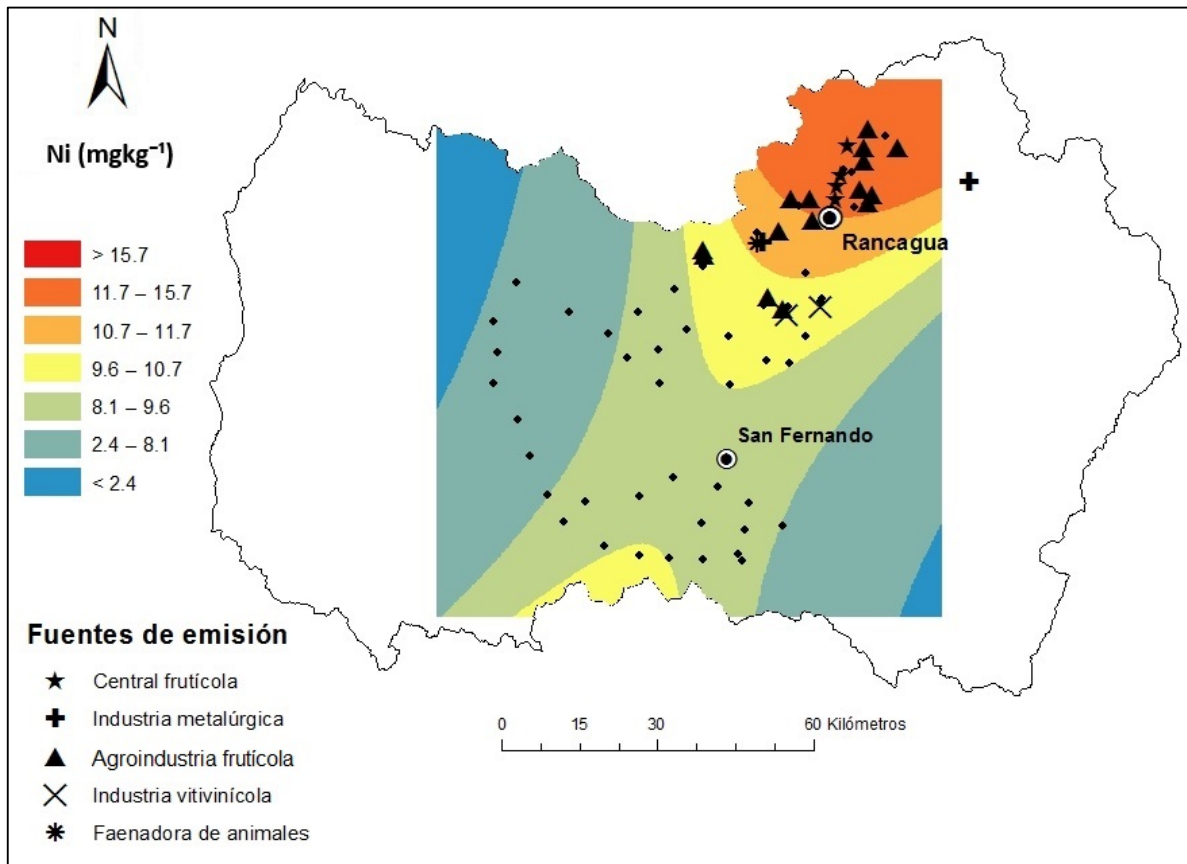 N
Ni (mgkg⁻¹)
> 15.7
11.7 – 15.7
10.7 – 11.7
9.6 – 10.7
8.1 – 9.6
2.4 – 8.1
< 2.4
Rancagua
San Fernando
Fuentes de emisión
Central frutícola
Industria metalúrgica
Agroindustria frutícola
Industria vitivinícola
Faenadora de animales
0 15 30 60 Kilómetros